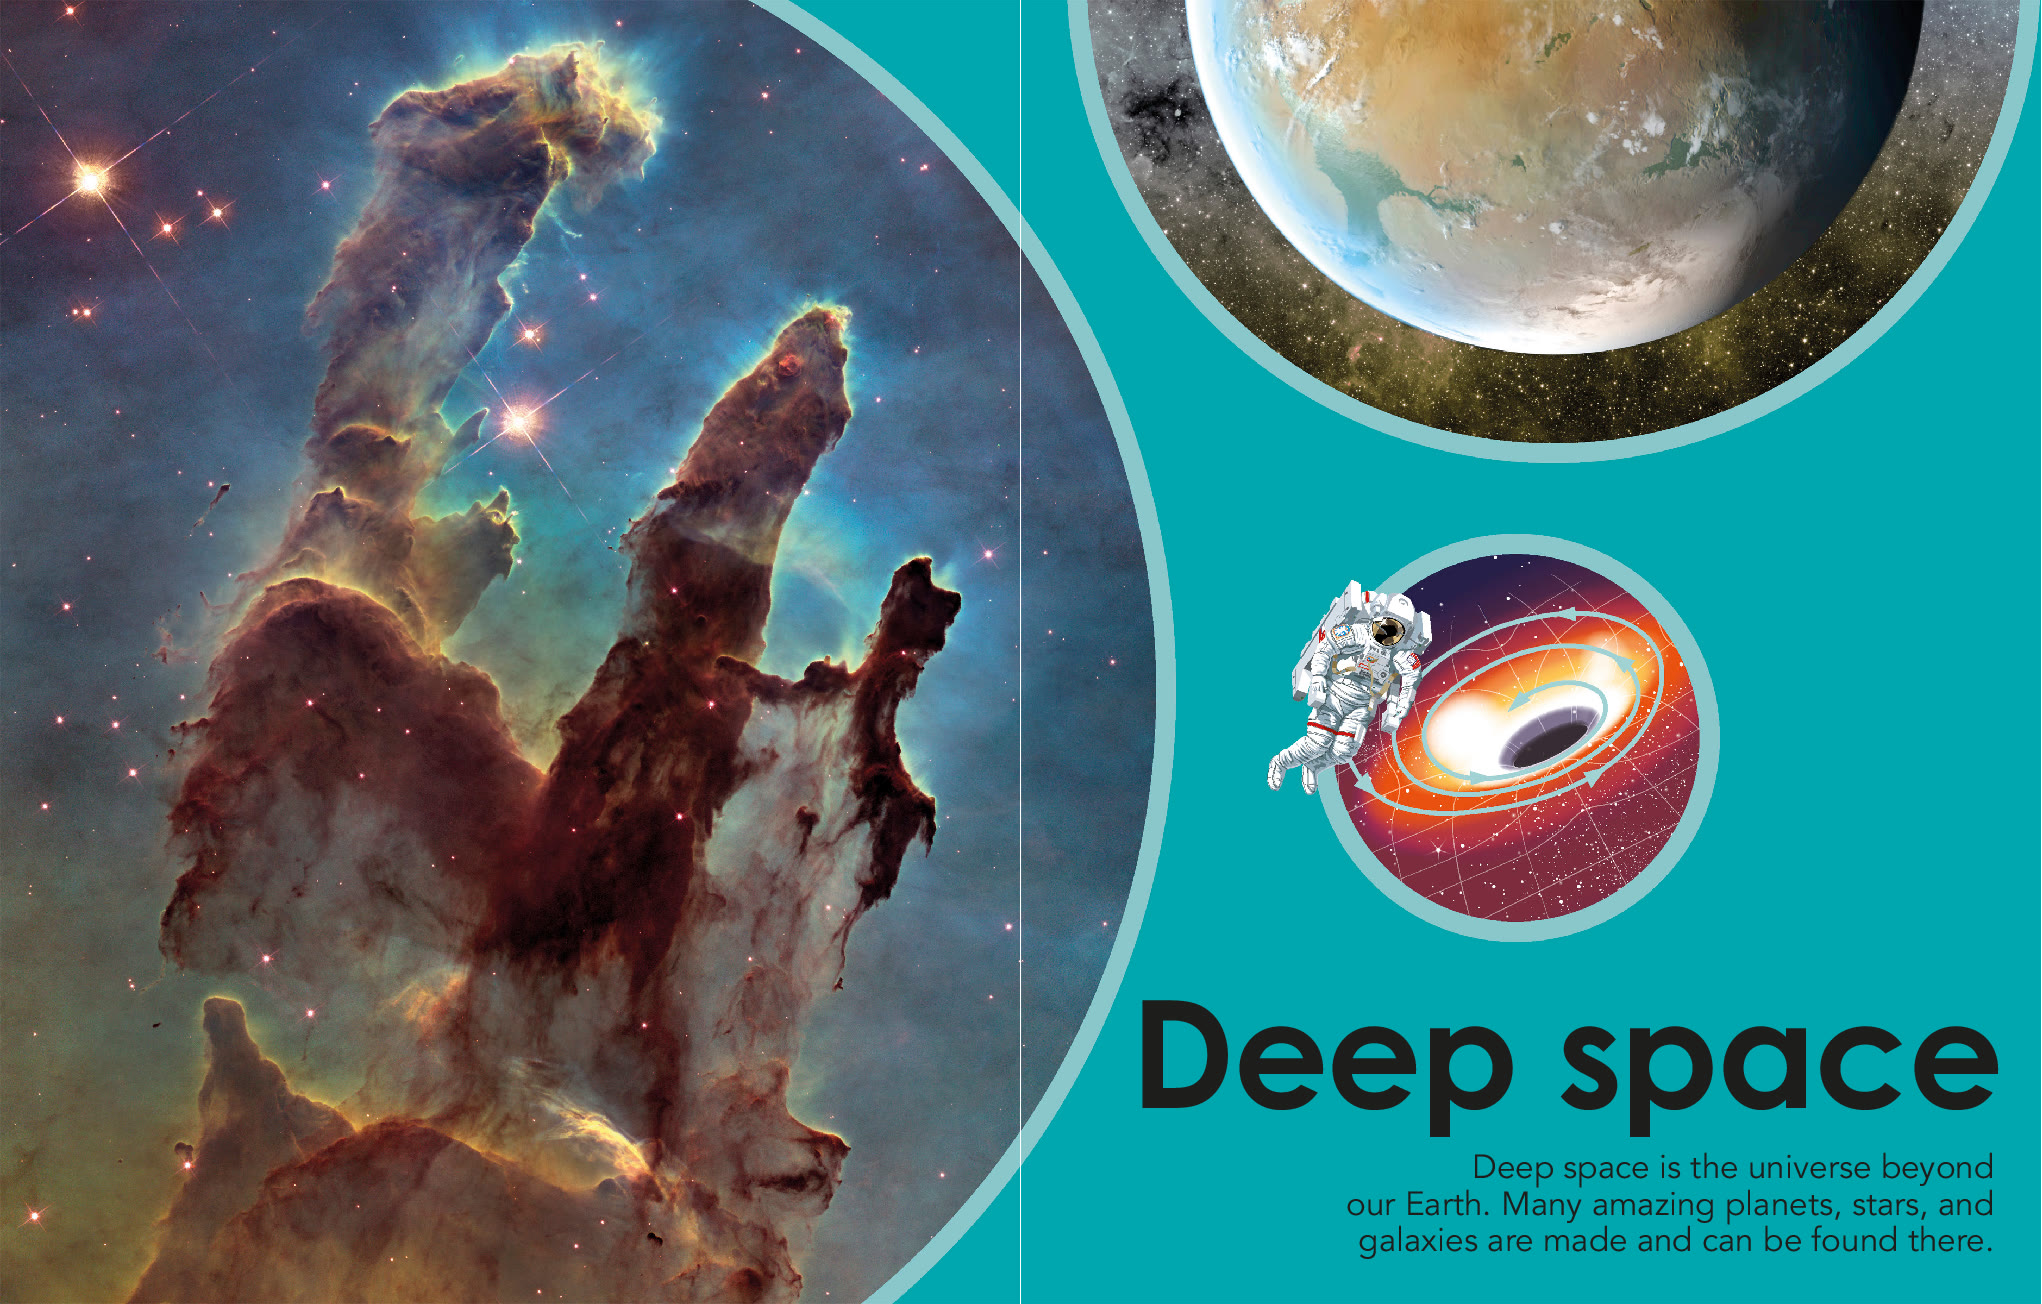 Deep space
Deep space is the universe beyond
our Earth. Many amazing planets, stars, and
galaxies are made and can be found there.